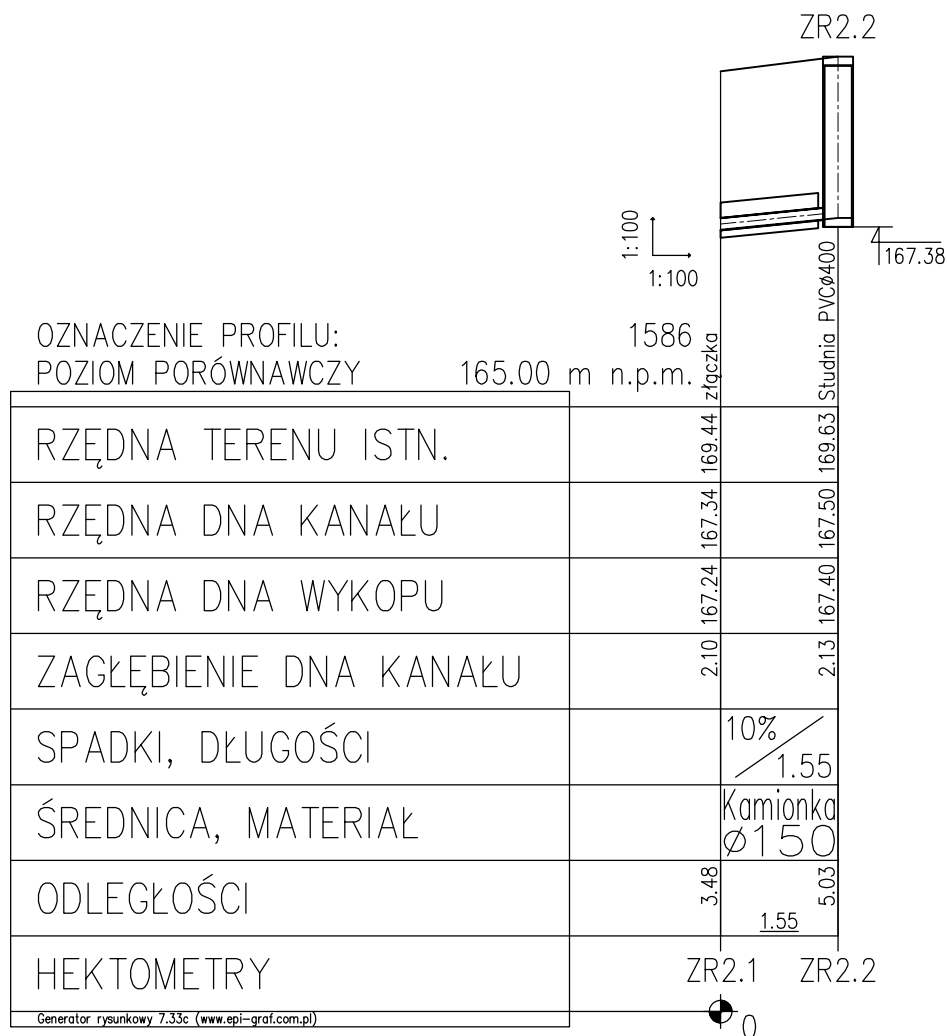 ZR2.2
1:100
1:100
167.38
OZNACZENIE PROFILU: 1586
POZIOM PORÓWNAWCZY 165.00 m n.p.m.
złączka
Studnia PVCø400
RZĘDNA TERENU ISTN. 169.44 169.63
RZĘDNA DNA KANAŁU 167.34 167.50
RZĘDNA DNA WYKOPU 167.24 167.40
ZAGŁĘBIENIE DNA KANAŁU 2.10 2.13
SPADKI, DŁUGOŚCI 10% 1.55
ŚREDNICA, MATERIAŁ Kamionka
ø150
ODLEGŁOŚCI 3.48 1.55 5.03
HEKTOMETRY ZR2.1 ZR2.2
Generator rysunkowy 7.33c (www.epi-graf.com.pl) 0